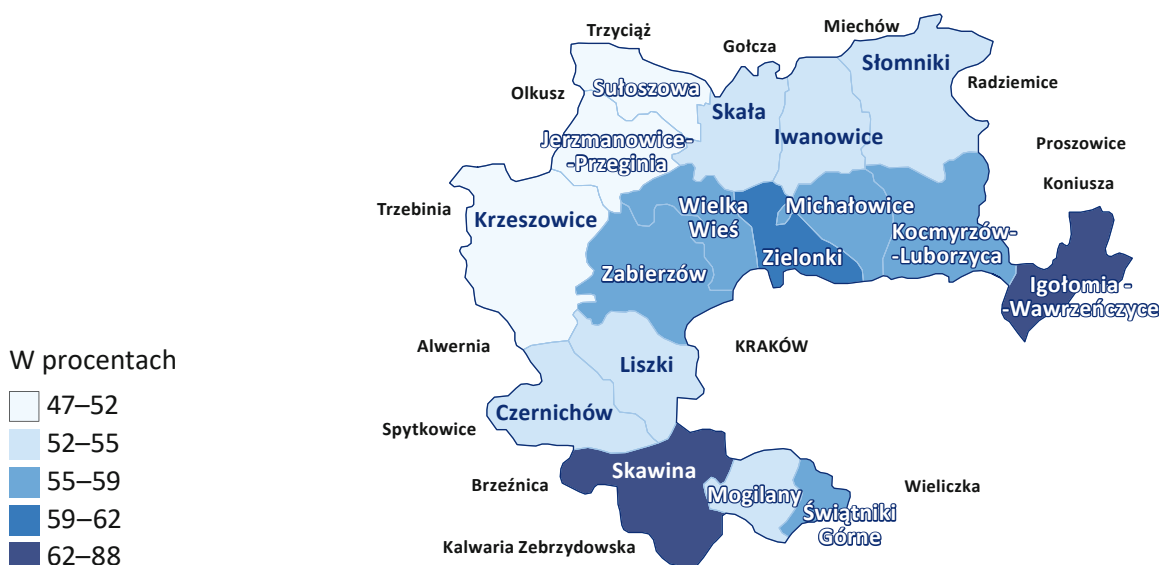 Trzyciąż
Miechów
Gołcza
Słomniki
Radziemice
Olkusz
Sułoszowa
Skała
Iwanowice
Jerzmanowice-
-Przeginia
Proszowice
Koniusza
Trzebinia
Krzeszowice
Wielka
Wieś
Michałowice
Kocmyrzów-
-Luborzyca
Zielonki
Zabierzów
Igołomia -
-Wawrzeńczyce
Alwernia
KRAKÓW
Liszki
Czernichów
Spytkowice
Skawina
Brzeźnica
Mogilany
Wieliczka
Świątniki
Górne
Kalwaria Zebrzydowska
W procentach
47–52
52–55
55–59
59–62
62–88